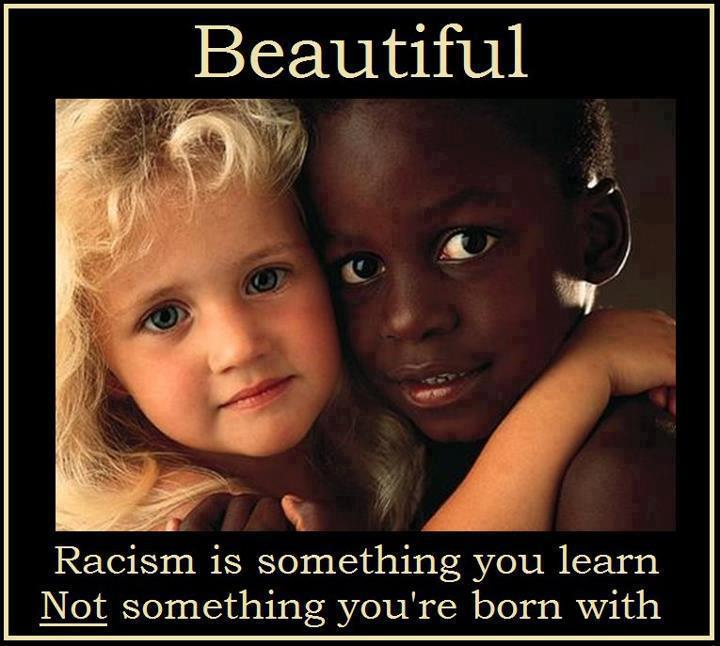 Beautiful
Racism is something you learn
Not something you're born with